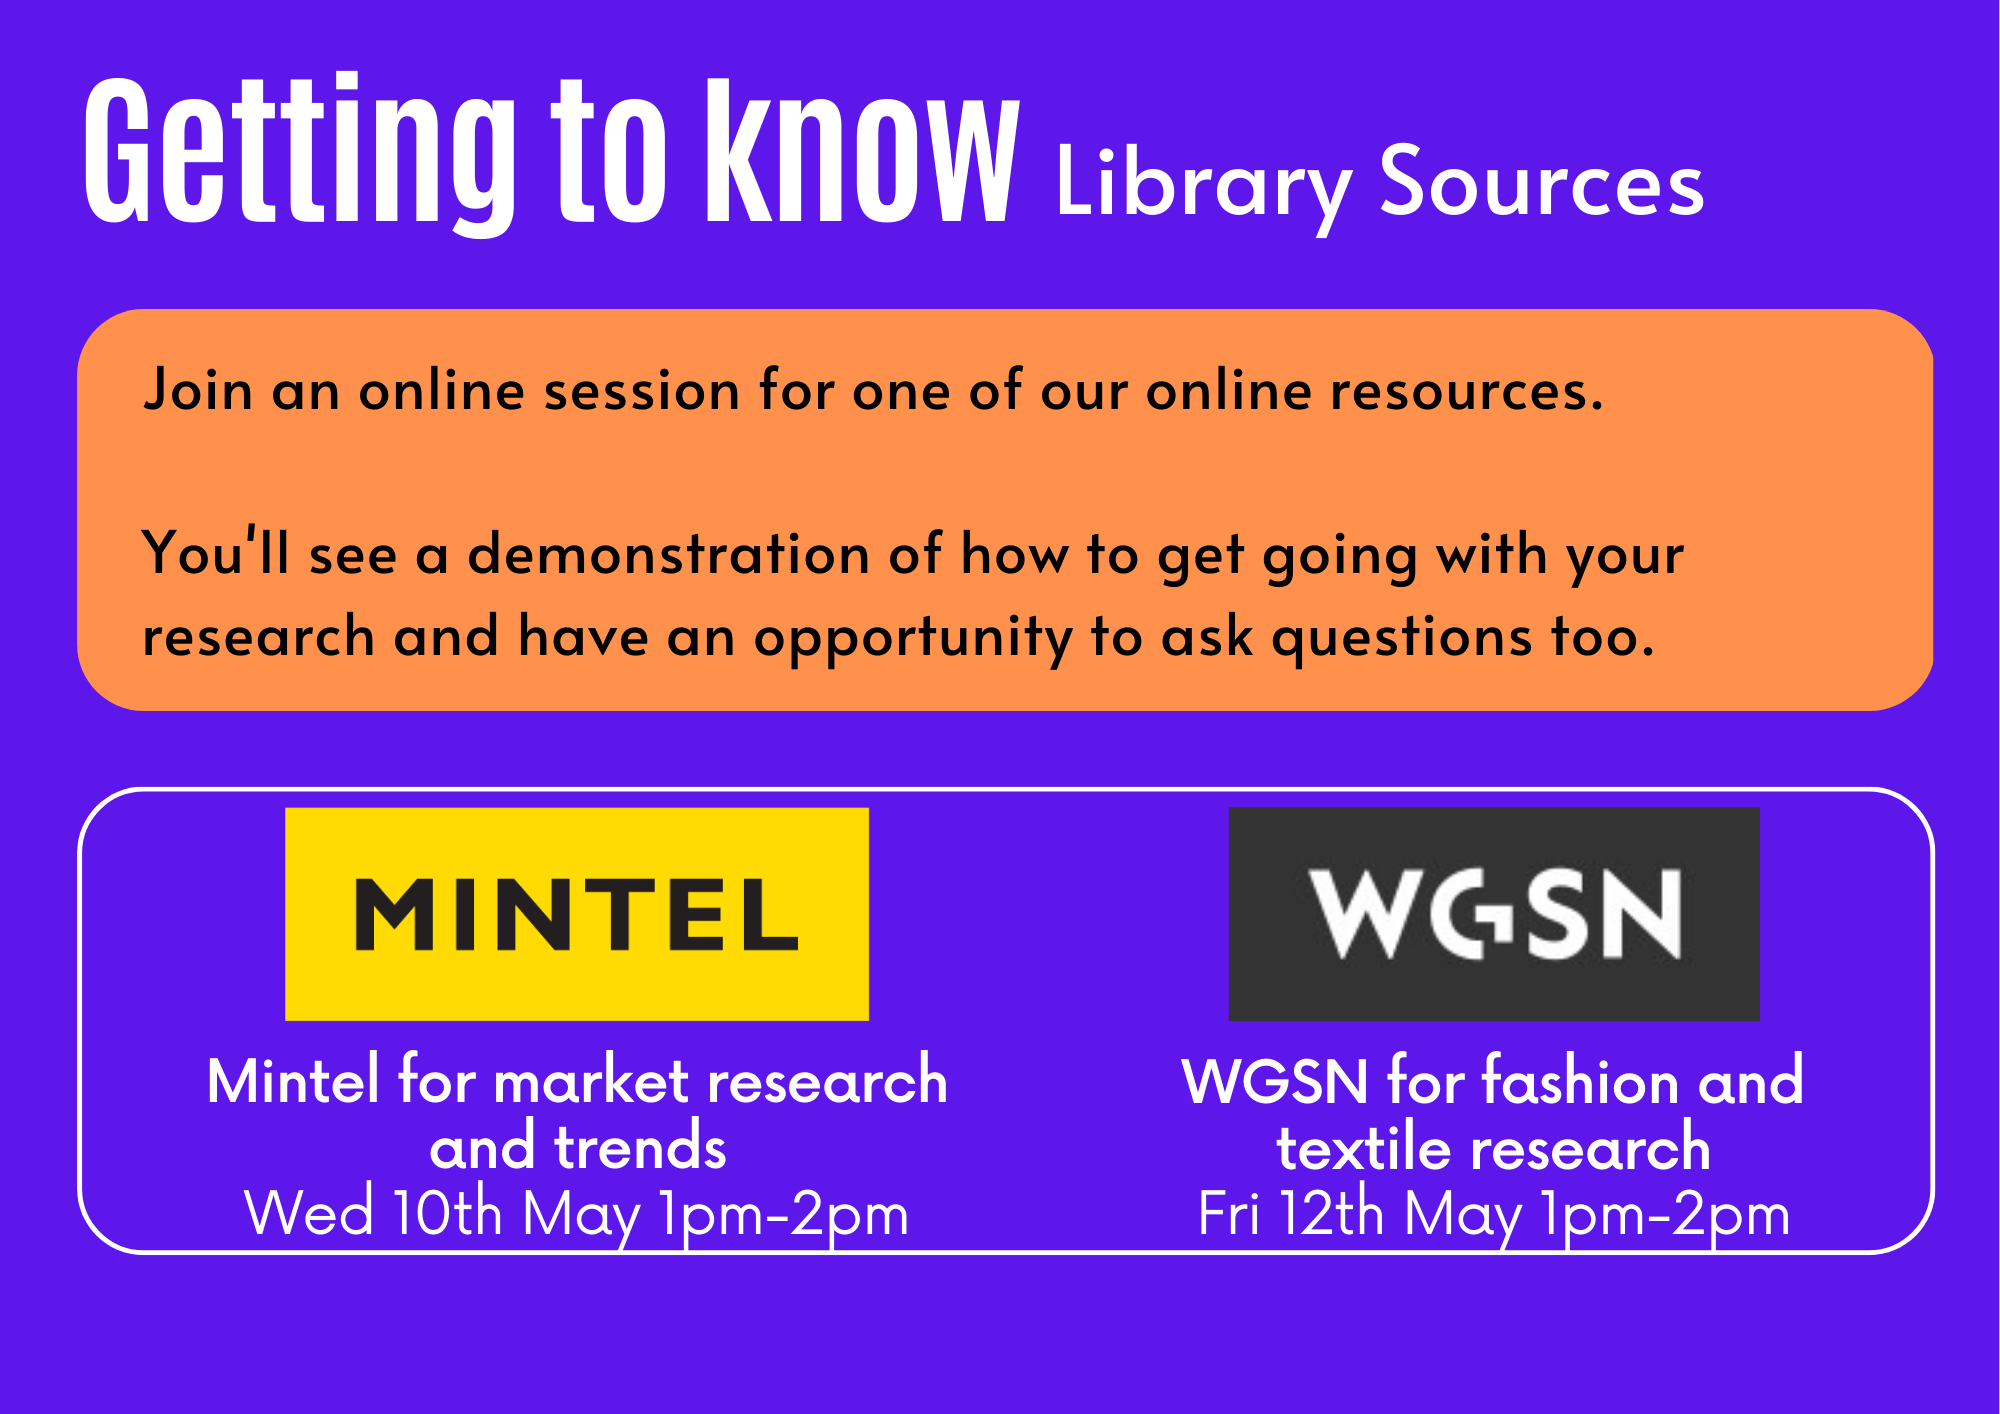 Getting to know Library Sources
Join an online session for one of our online resources.
You'll see a demonstration of how to get going with your
research and have an opportunity to ask questions too.
MINTEL
Mintel for market research
and trends
Wed 10th May 1pm-2pm
WGSN
WGSN for fashion and
textile research
Fri 12th May 1pm-2pm